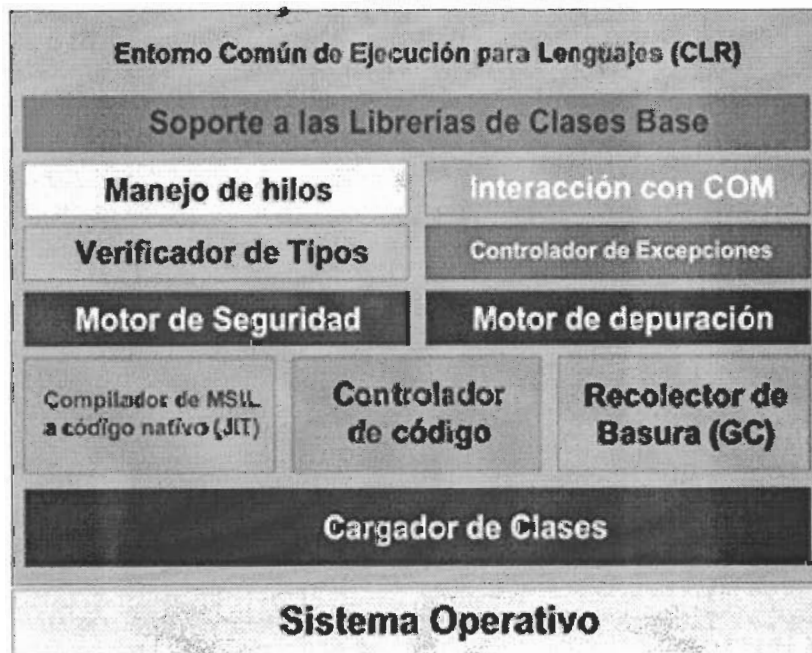 Entorno Común de Ejecución para Lenguajes (CLR)
Soporte a las Librerías de Clases Base
Manejo de hilos
Interacción con COM
Verificador de Tipos
Controlador de Excepciones
Motor de Seguridad
Motor de depuración
Compilador de MSIL
a código nativo (JIT)
Controlador
de código
Recolector de
Basura (GC)
Cargador de Clases
Sistema Operativo